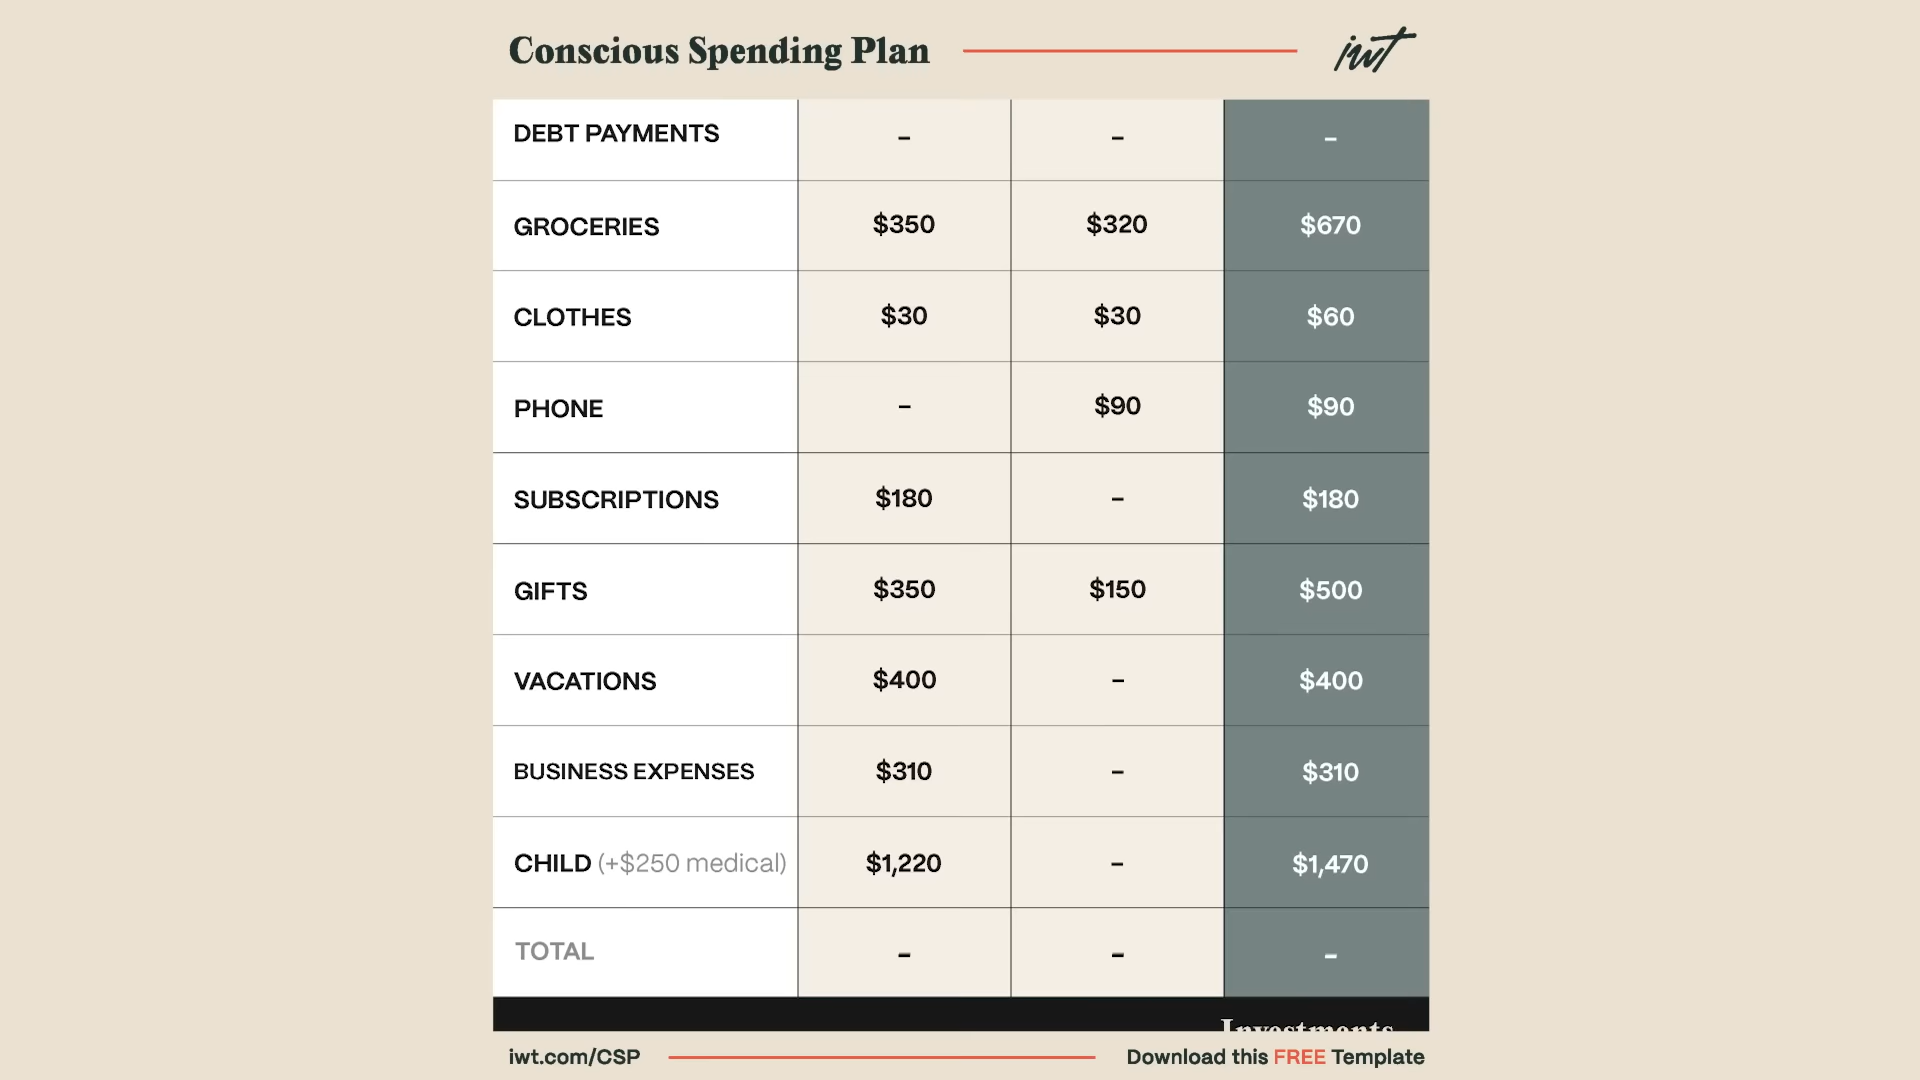 Conscious Spending Plan iwt
DEBT PAYMENTS – – –
GROCERIES $350 $320 $670
CLOTHES $30 $30 $60
PHONE – $90 $90
SUBSCRIPTIONS $180 – $180
GIFTS $350 $150 $500
VACATIONS $400 – $400
BUSINESS EXPENSES $310 – $310
CHILD (+$250 medical) $1,220 – $1,470
TOTAL – – –
Investments
iwt.com/CSP Download this FREE Template